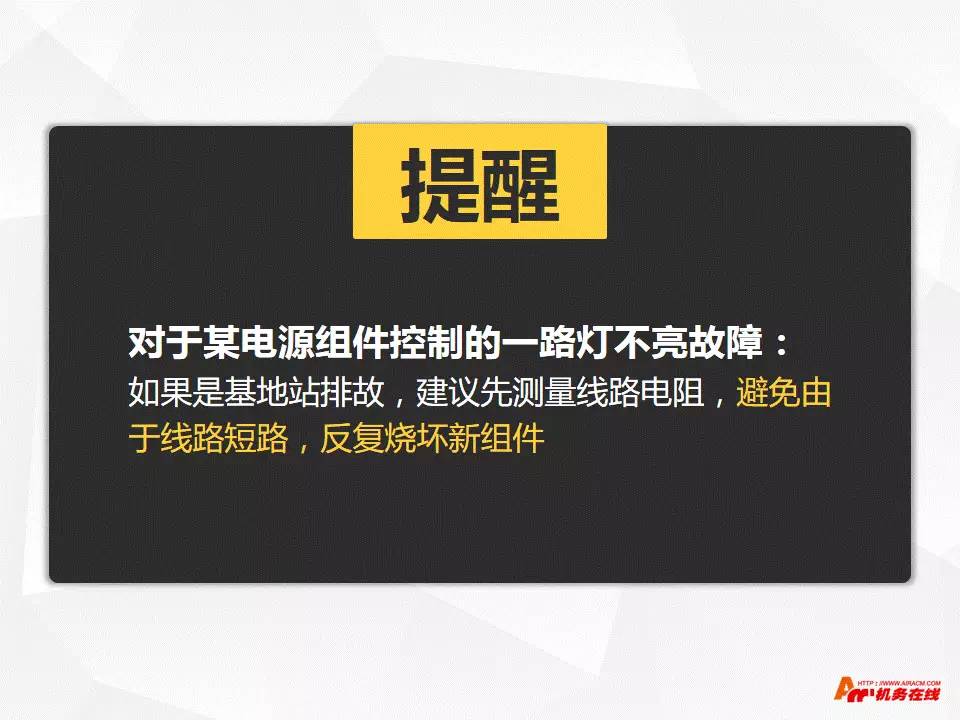 提醒
对于某电源组件控制的一路灯不亮故障：
如果是基地站排故，建议先测量线路电阻，避免由
于线路短路，反复烧坏新组件
HTTP://WWW.AIRACM.COM
机务在线